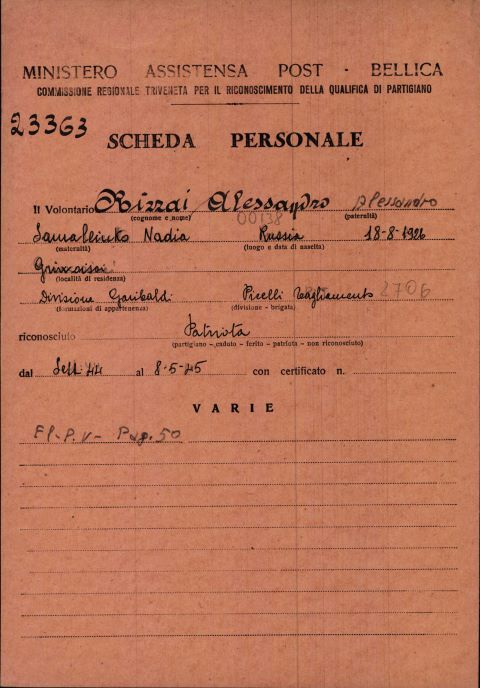 MINISTERO ASSISTENSA POST - BELLICA
COMMISSIONE REGIONALE TRIVENETA PER IL RICONOSCIMENTO DELLA QUALIFICA DI PARTIGIANO
23363
SCHEDA PERSONALE
Il Volontario Rizzai Alessandro Alessandro
(cognome e nome) 00138 (paternità)
Nadia Russia 18-8-1926
(maternalità) (luogo e data di nascita)
(località di residenza)
Divisione Garibaldi Picelli Tagliamento 2706
(formazioni di appartenenza) (divisione - brigata)
riconosciuto Patriota
(partigiano - caduto - ferito - patriota - non riconosciuto)
dal Sett. 44 al 8-5-45 con certificato n.
VARIE
El-P.V- Pag. 50